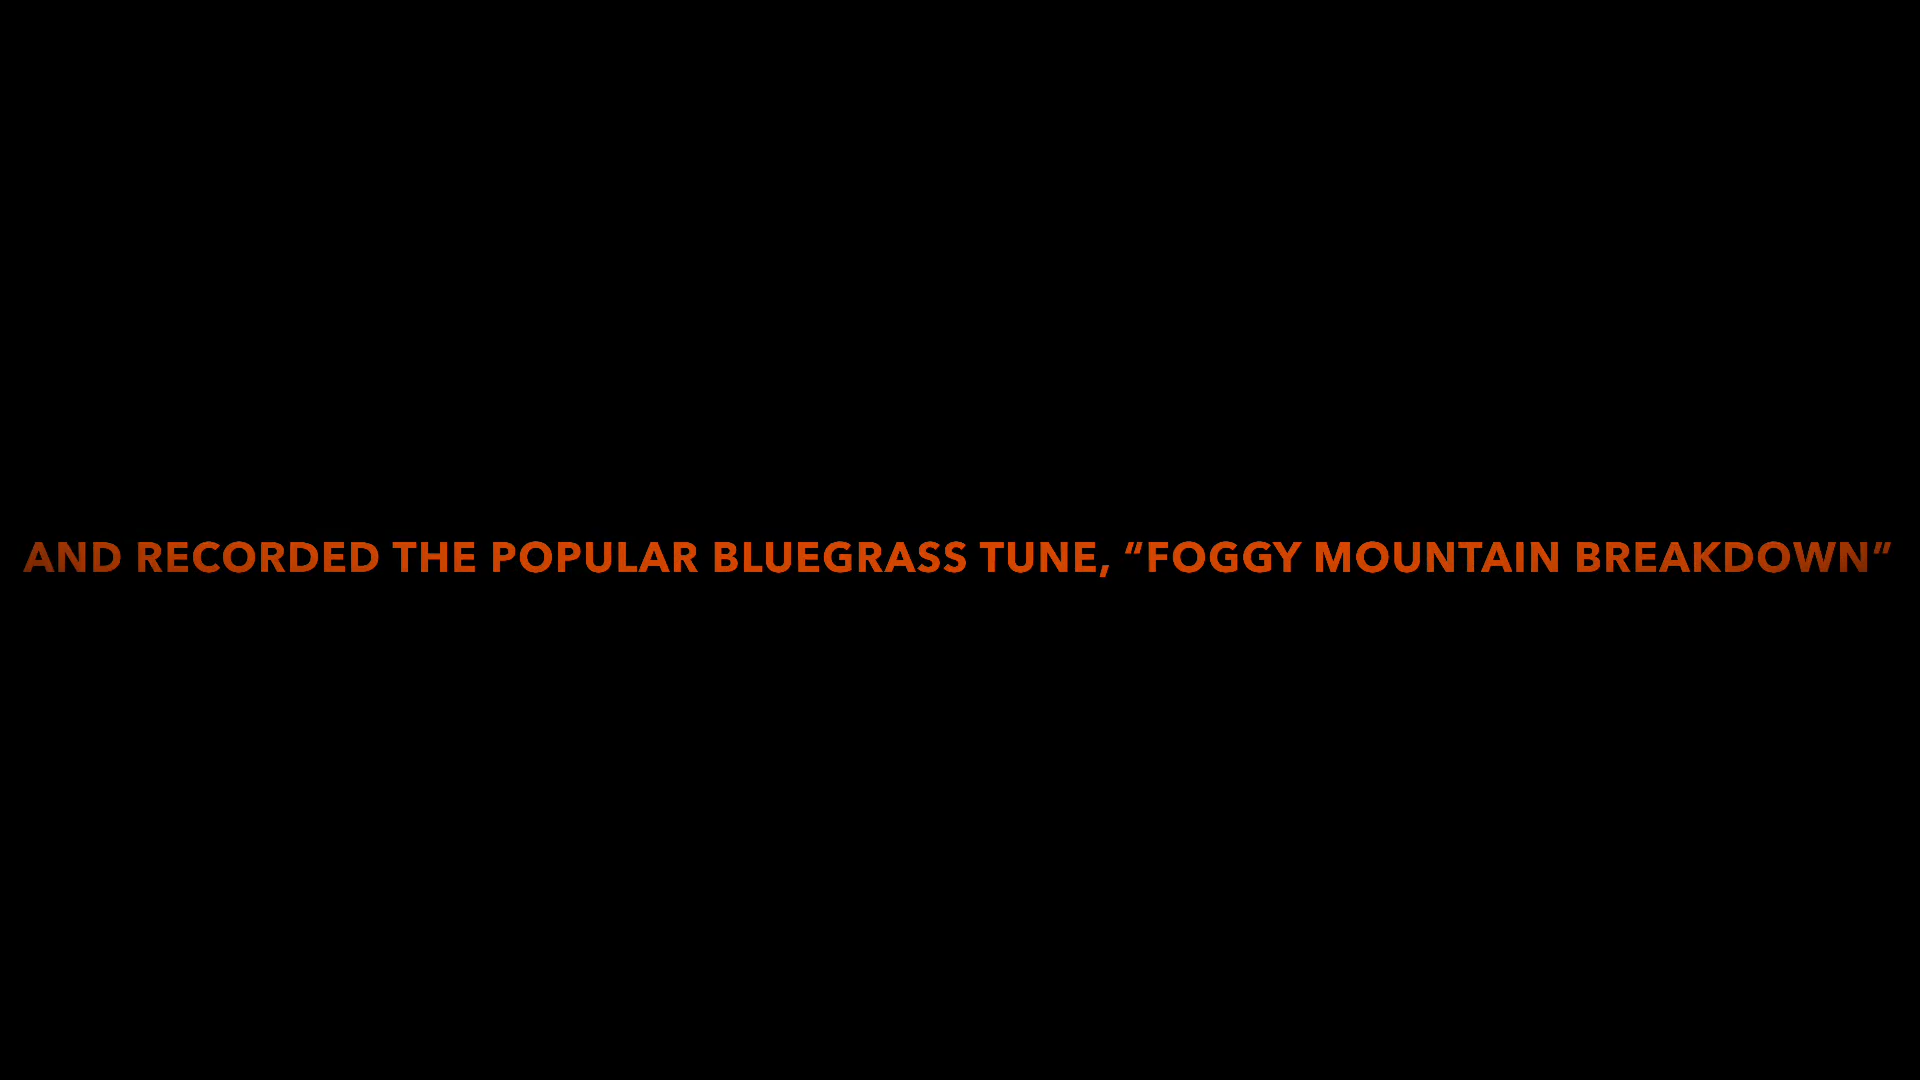 AND RECORDED THE POPULAR BLUEGRASS TUNE, “FOGGY MOUNTAIN BREAKDOWN”